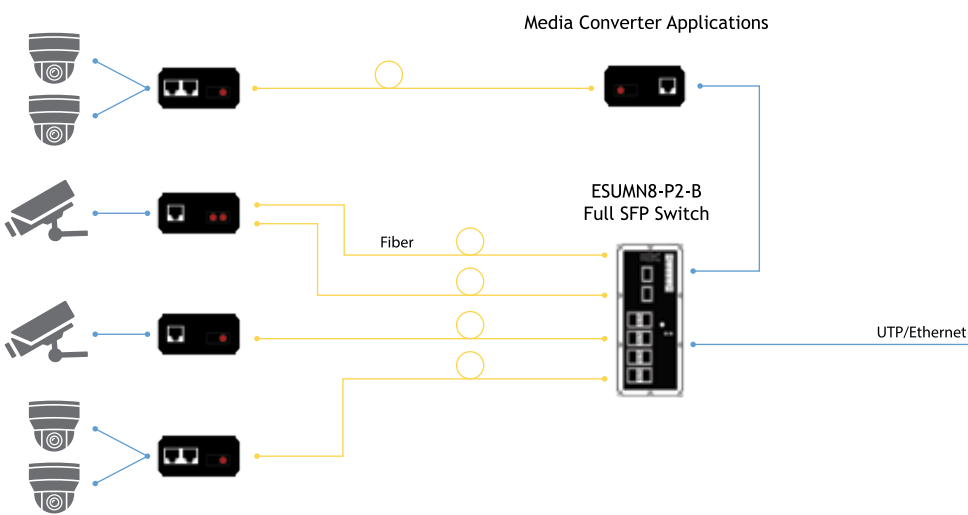 Media Converter Applications
ESUMN8-P2-B
Full SFP Switch
Fiber
UTP/Ethernet